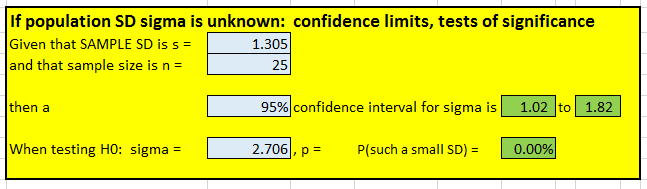 If population SD sigma is unknown:  confidence limits, tests of significance
Given that SAMPLE SD is s = 1.305
and that sample size is n = 25
then a 95% confidence interval for sigma is 1.02 to 1.82
When testing H0:  sigma = 2.706 , p = P(such a small SD) = 0.00%